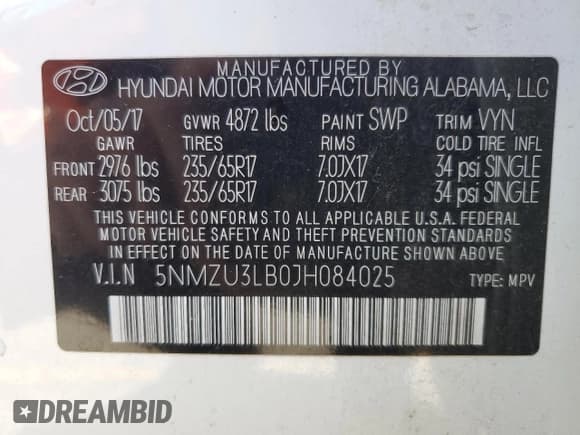 MANUFACTURED BY
HYUNDAI MOTOR MANUFACTURING ALABAMA, LLC
Oct/05/17 GVWR 4872 lbs PAINT SWP TRIM VYN
GAWR TIRES RIMS COLD TIRE INFL
FRONT 2976 lbs 235/65R17 7.0JX17 34 psi SINGLE
REAR 3075 lbs 235/65R17 7.0JX17 34 psi SINGLE
THIS VEHICLE CONFORMS TO ALL APPLICABLE U.S.A. FEDERAL
MOTOR VEHICLE SAFETY AND THEFT PREVENTION STANDARDS
IN EFFECT ON THE DATE OF MANUFACTURE SHOWN ABOVE.
V.I.N 5NMZU3LB0JH084025 TYPE: MPV
DREAMBID